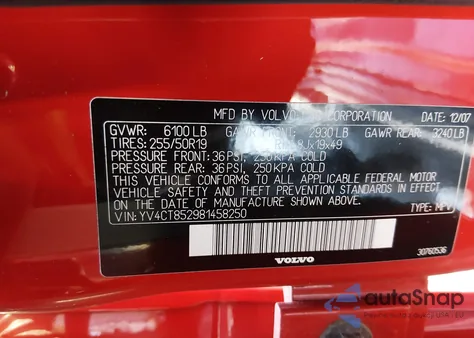 MFD BY VOLVO CORPORATION DATE: 12/07
GVWR: 6100 LB GAWR FRONT: 2930 LB GAWR REAR: 3240 LB
TIRES: 255/50R19 8Jx19x49
PRESSURE FRONT: 36 PSI, 250 KPA COLD
PRESSURE REAR: 36 PSI, 250 KPA COLD
THIS VEHICLE CONFORMS TO ALL APPLICABLE FEDERAL MOTOR
VEHICLE SAFETY AND THEFT PREVENTION STANDARDS IN EFFECT
ON THE DATE OF MANUFACTURE SHOWN ABOVE
VIN: YV4CT852981458250 TYPE: MPV
VOLVO
30760536
autoSnap